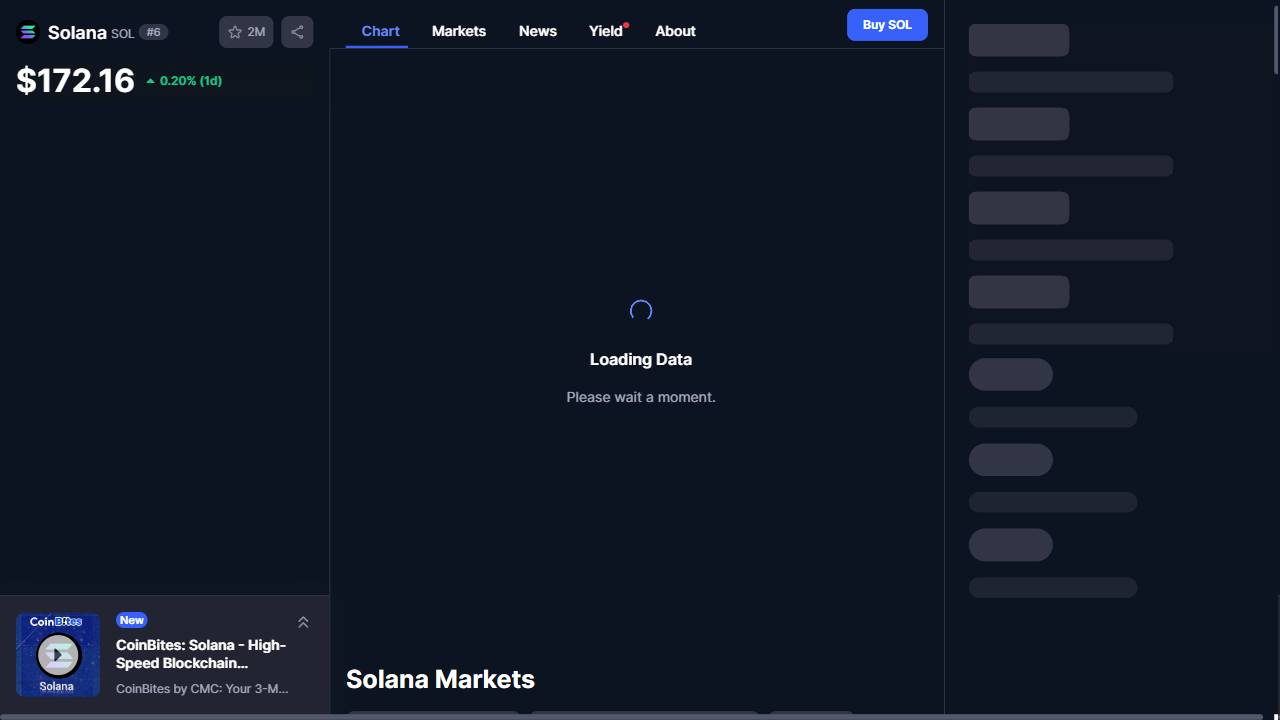 Solana SOL #6
2M
$172.16 0.20% (1d)
Chart
Markets
News
Yield
About
Buy SOL
Loading Data
Please wait a moment.
CoinBites
Solana
New
CoinBites: Solana - High-
Speed Blockchain...
CoinBites by CMC: Your 3-M...
Solana Markets